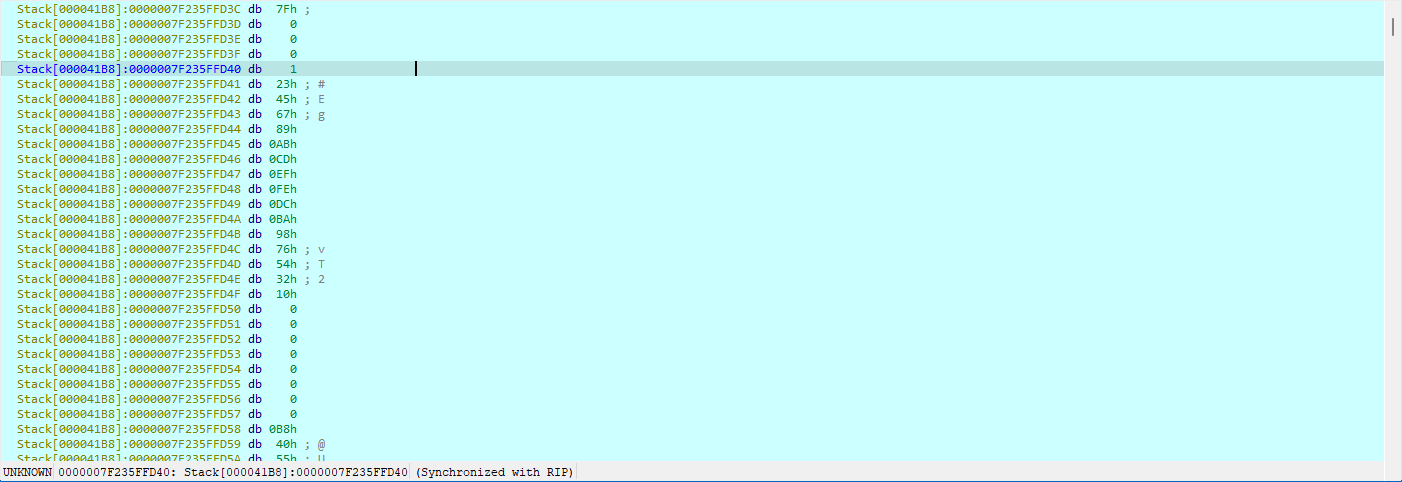 Stack[000041B8]:0000007F235FFD3C db 7Fh ;
Stack[000041B8]:0000007F235FFD3D db 0
Stack[000041B8]:0000007F235FFD3E db 0
Stack[000041B8]:0000007F235FFD3F db 0
Stack[000041B8]:0000007F235FFD40 db 1
Stack[000041B8]:0000007F235FFD41 db 23h ; #
Stack[000041B8]:0000007F235FFD42 db 45h ; E
Stack[000041B8]:0000007F235FFD43 db 67h ; g
Stack[000041B8]:0000007F235FFD44 db 89h
Stack[000041B8]:0000007F235FFD45 db 0ABh
Stack[000041B8]:0000007F235FFD46 db 0CDh
Stack[000041B8]:0000007F235FFD47 db 0EFh
Stack[000041B8]:0000007F235FFD48 db 0FEh
Stack[000041B8]:0000007F235FFD49 db 0DCh
Stack[000041B8]:0000007F235FFD4A db 0BAh
Stack[000041B8]:0000007F235FFD4B db 98h
Stack[000041B8]:0000007F235FFD4C db 76h ; v
Stack[000041B8]:0000007F235FFD4D db 54h ; T
Stack[000041B8]:0000007F235FFD4E db 32h ; 2
Stack[000041B8]:0000007F235FFD4F db 10h
Stack[000041B8]:0000007F235FFD50 db 0
Stack[000041B8]:0000007F235FFD51 db 0
Stack[000041B8]:0000007F235FFD52 db 0
Stack[000041B8]:0000007F235FFD53 db 0
Stack[000041B8]:0000007F235FFD54 db 0
Stack[000041B8]:0000007F235FFD55 db 0
Stack[000041B8]:0000007F235FFD56 db 0
Stack[000041B8]:0000007F235FFD57 db 0
Stack[000041B8]:0000007F235FFD58 db 0B8h
Stack[000041B8]:0000007F235FFD59 db 40h ; @
Stack[000041B8]:0000007F235FFD5A db 55h ; U
UNKNOWN 0000007F235FFD40: Stack[000041B8]:0000007F235FFD40 (Synchronized with RIP)